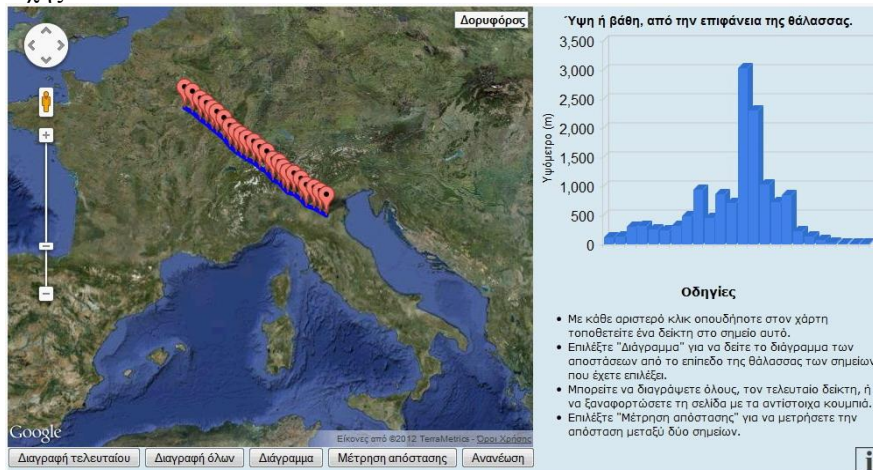 Δορυφόρος
Google
Εικόνες από ©2012 TerraMetrics - Όροι Χρήσης
Διαγραφή τελευταίου
Διαγραφή όλων
Διάγραμμα
Μέτρηση απόστασης
Ανανέωση
Ύψη ή βάθη, από την επιφάνεια της θάλασσας.
Υψόμετρο (m)
3,500
3,000
2,500
2,000
1,500
1,000
500
0
Οδηγίες
• Με κάθε αριστερό κλικ οπουδήποτε στον χάρτη
τοποθετείτε ένα δείκτη στο σημείο αυτό.
• Επιλέξτε "Διάγραμμα" για να δείτε το διάγραμμα των
αποστάσεων από το επίπεδο της θάλασσας των σημείων
που έχετε επιλέξει.
• Μπορείτε να διαγράψετε όλους, τον τελευταίο δείκτη, ή
να ξαναφορτώσετε τη σελίδα με τα αντίστοιχα κουμπιά.
• Επιλέξτε "Μέτρηση απόστασης" για να μετρήσετε την
απόσταση μεταξύ δύο σημείων.